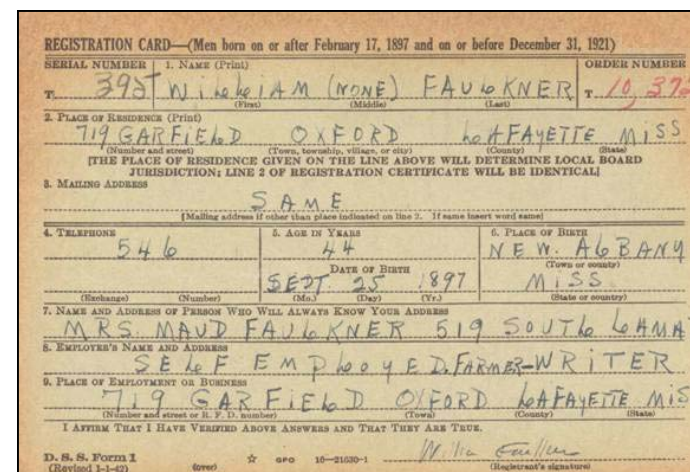 REGISTRATION CARD—(Men born on or after February 17, 1897 and on or before December 31, 1921)
SERIAL NUMBER 1. NAME (Print) ORDER NUMBER
T. 395 WILLIAM (NONE) FAULKNER T. 10,372
(First) (Middle) (Last)
2. PLACE OF RESIDENCE (Print)
719 GARFIELD OXFORD LAFAYETTE MISS
(Number and street) (Town, township, village, or city) (County) (State)
[THE PLACE OF RESIDENCE GIVEN ON THE LINE ABOVE WILL DETERMINE LOCAL BOARD
JURISDICTION; LINE 2 OF REGISTRATION CERTIFICATE WILL BE IDENTICAL]
3. MAILING ADDRESS
SAME
[Mailing address if other than place indicated on line 2. If same insert word same]
4. TELEPHONE 5. AGE IN YEARS 6. PLACE OF BIRTH
546 44 NEW ALBANY
DATE OF BIRTH (Town or county)
SEPT 25 1897 MISS
(Exchange) (Number) (Mo.) (Day) (Yr.) (State or country)
7. NAME AND ADDRESS OF PERSON WHO WILL ALWAYS KNOW YOUR ADDRESS
MRS. MAUD FAULKNER 519 SOUTH LAMA
8. EMPLOYER'S NAME AND ADDRESS
SELF EMPLOYED. FARMER-WRITER
9. PLACE OF EMPLOYMENT OR BUSINESS
719 GARFIELD OXFORD LAFAYETTE MIS
(Number and street or R. F. D. number) (Town) (County) (State)
I AFFIRM THAT I HAVE VERIFIED ABOVE ANSWERS AND THAT THEY ARE TRUE.
D. S. S. Form 1 William Faulkner
(Revised 1-1-42) (over) ☆ GPO 16—21630-1 (Registrant's signature)